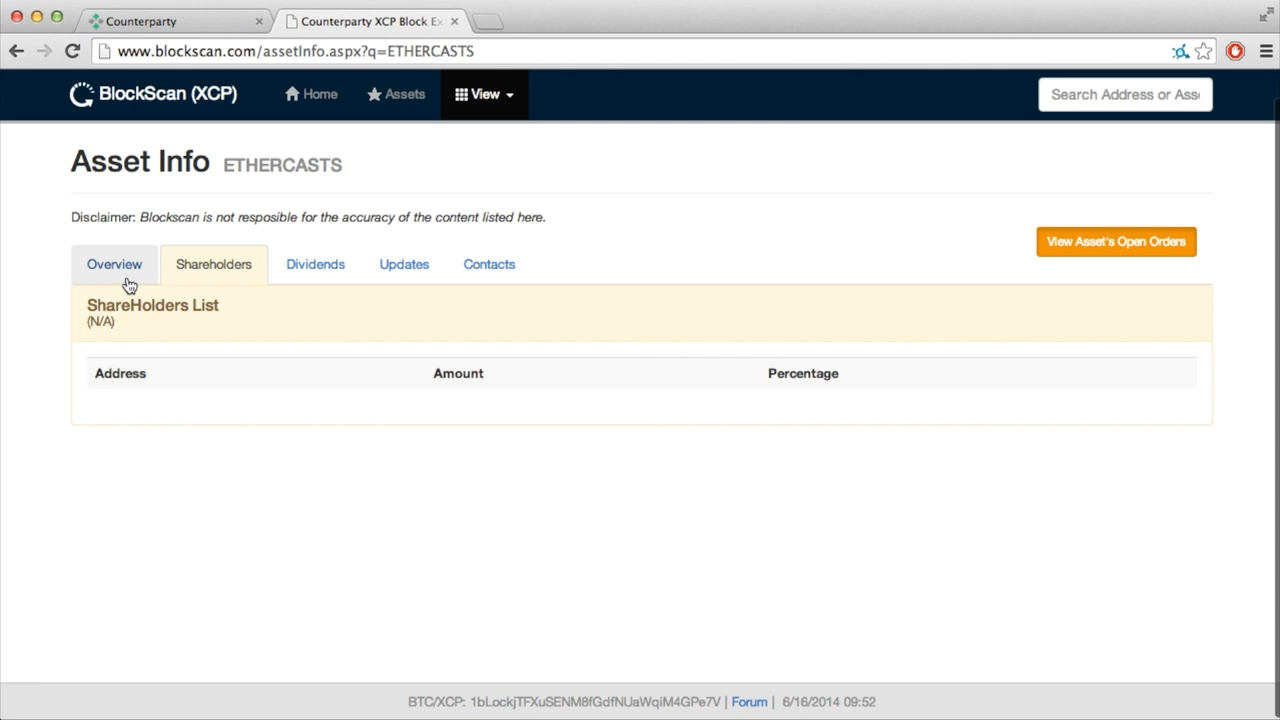 Counterparty
Counterparty XCP Block Ex
www.blockscan.com/assetInfo.aspx?q=ETHERCASTS
BlockScan (XCP) Home Assets View Search Address or Ass
Asset Info ETHERCASTS
Disclaimer: Blockscan is not resposible for the accuracy of the content listed here.
View Asset's Open Orders
Overview Shareholders Dividends Updates Contacts
ShareHolders List
(N/A)
Address Amount Percentage
BTC/XCP: 1bLockjTFXuSENM8fGdfNUaWqiM4GPe7V | Forum | 6/16/2014 09:52